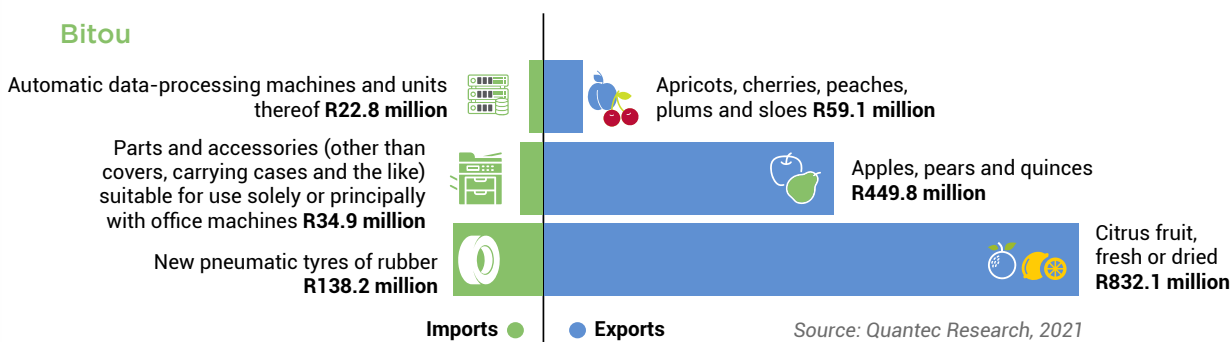 Bitou
Automatic data-processing machines and units
thereof R22.8 million
Apricots, cherries, peaches,
plums and sloes R59.1 million
Parts and accessories (other than
covers, carrying cases and the like)
suitable for use solely or principally
with office machines R34.9 million
Apples, pears and quinces
R449.8 million
New pneumatic tyres of rubber
R138.2 million
Citrus fruit,
fresh or dried
R832.1 million
Imports
Exports
Source: Quantec Research, 2021